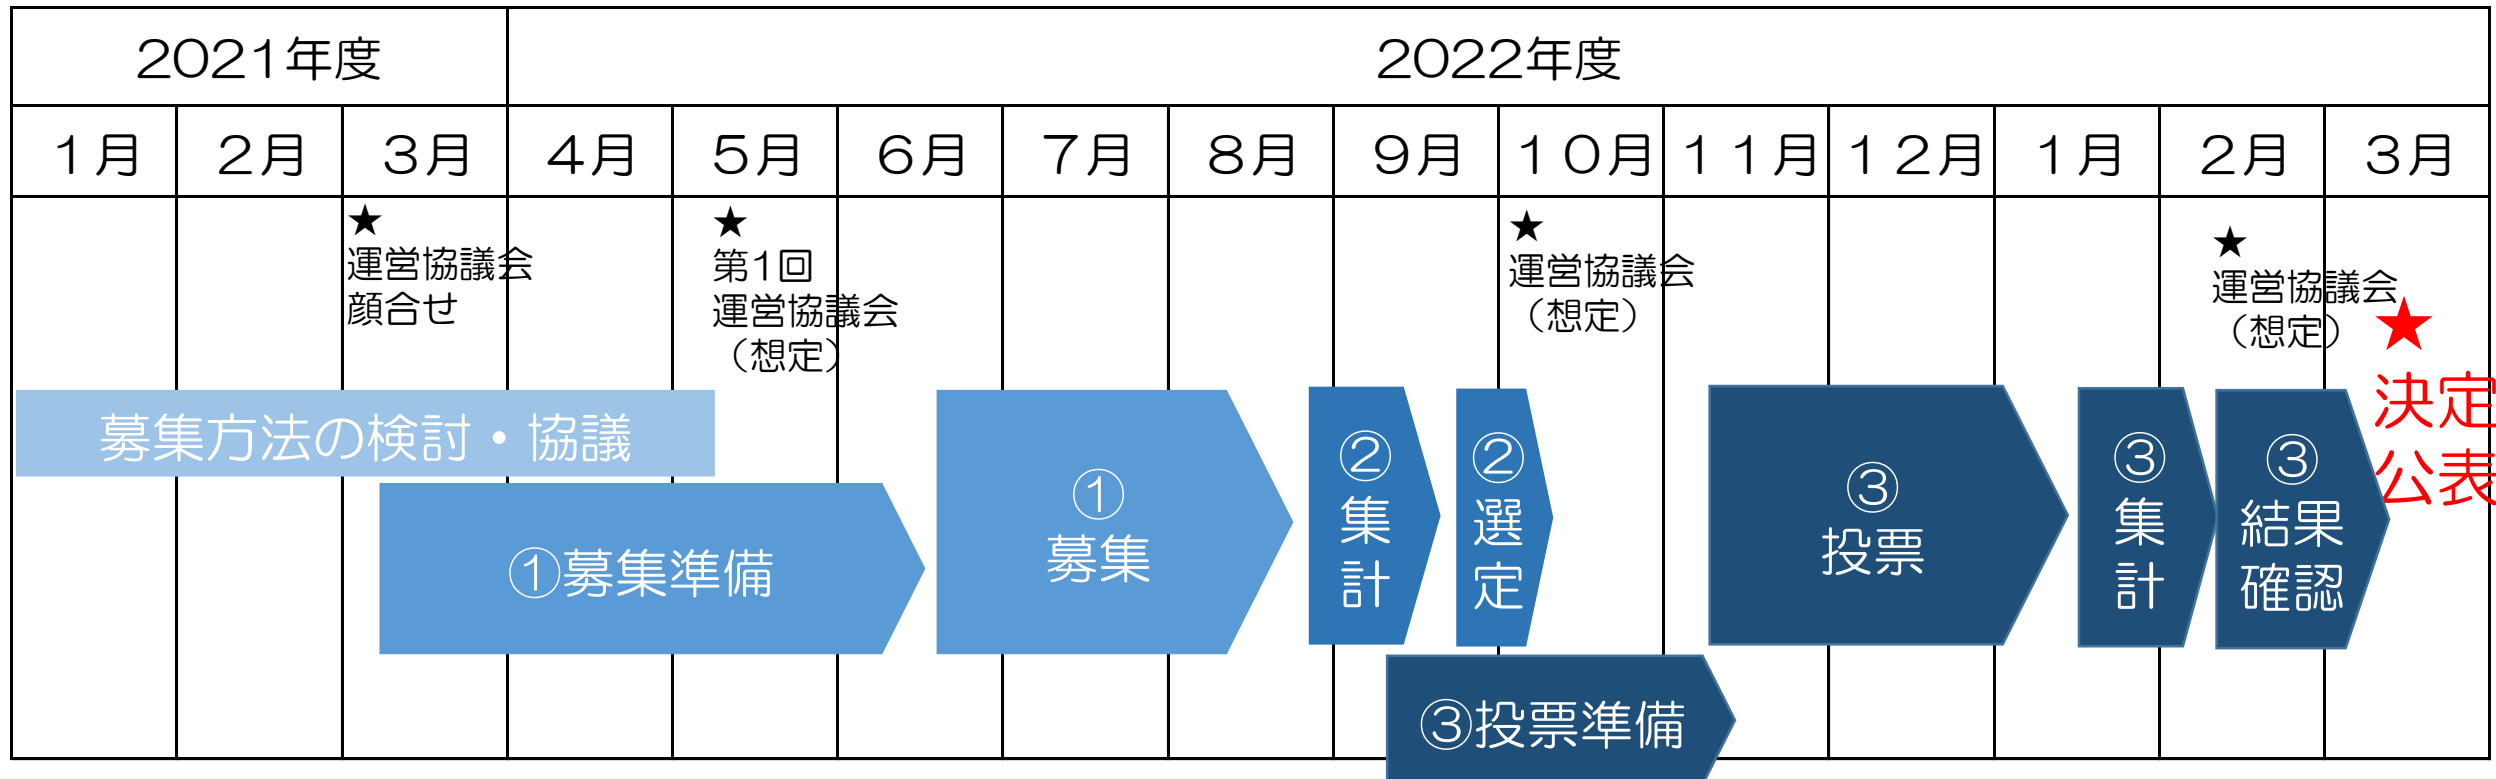 2021年度
2022年度
1月
2月
3月
4月
5月
6月
7月
8月
9月
10月
11月
12月
1月
2月
3月
★
運営協議会
顔合せ
★
第1回
運営協議会
(想定)
★
運営協議会
(想定)
★
運営協議会
(想定)
★
決定
公表
募集方法の検討・協議
①募集準備
①
募集
②
集
計
②
選
定
③投票準備
③
投票
③
集
計
③
結果
確認